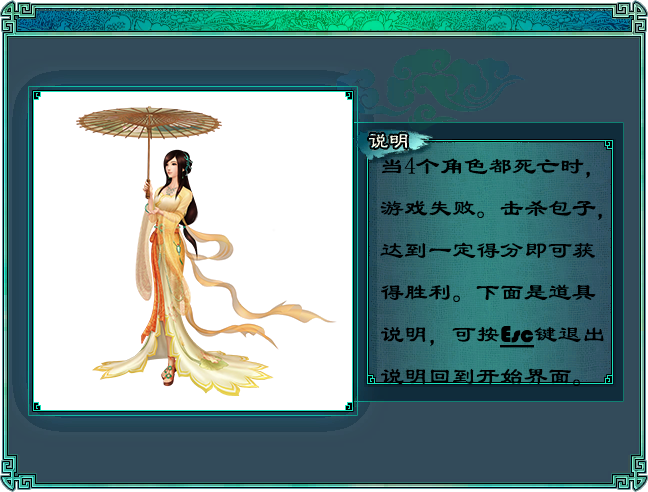 说明
当4个角色都死亡时，
游戏失败。击杀包子，
达到一定得分即可获
得胜利。下面是道具
说明，可按Esc键退出
说明回到开始界面。